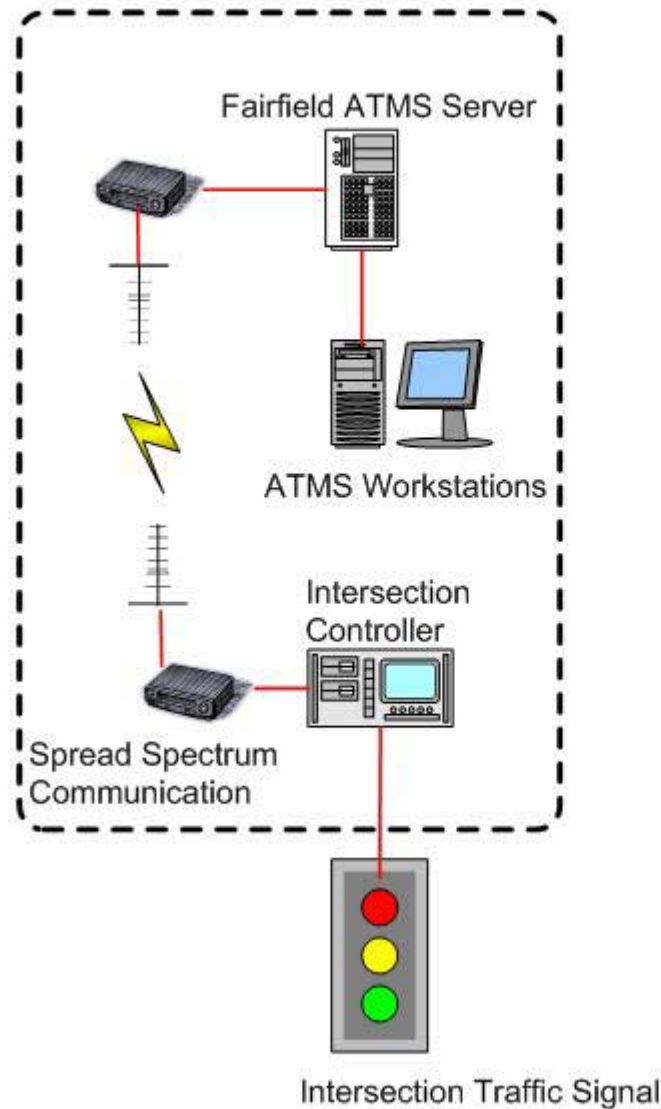 Fairfield ATMS Server
ATMS Workstations
Intersection
Controller
Spread Spectrum
Communication
Intersection Traffic Signal